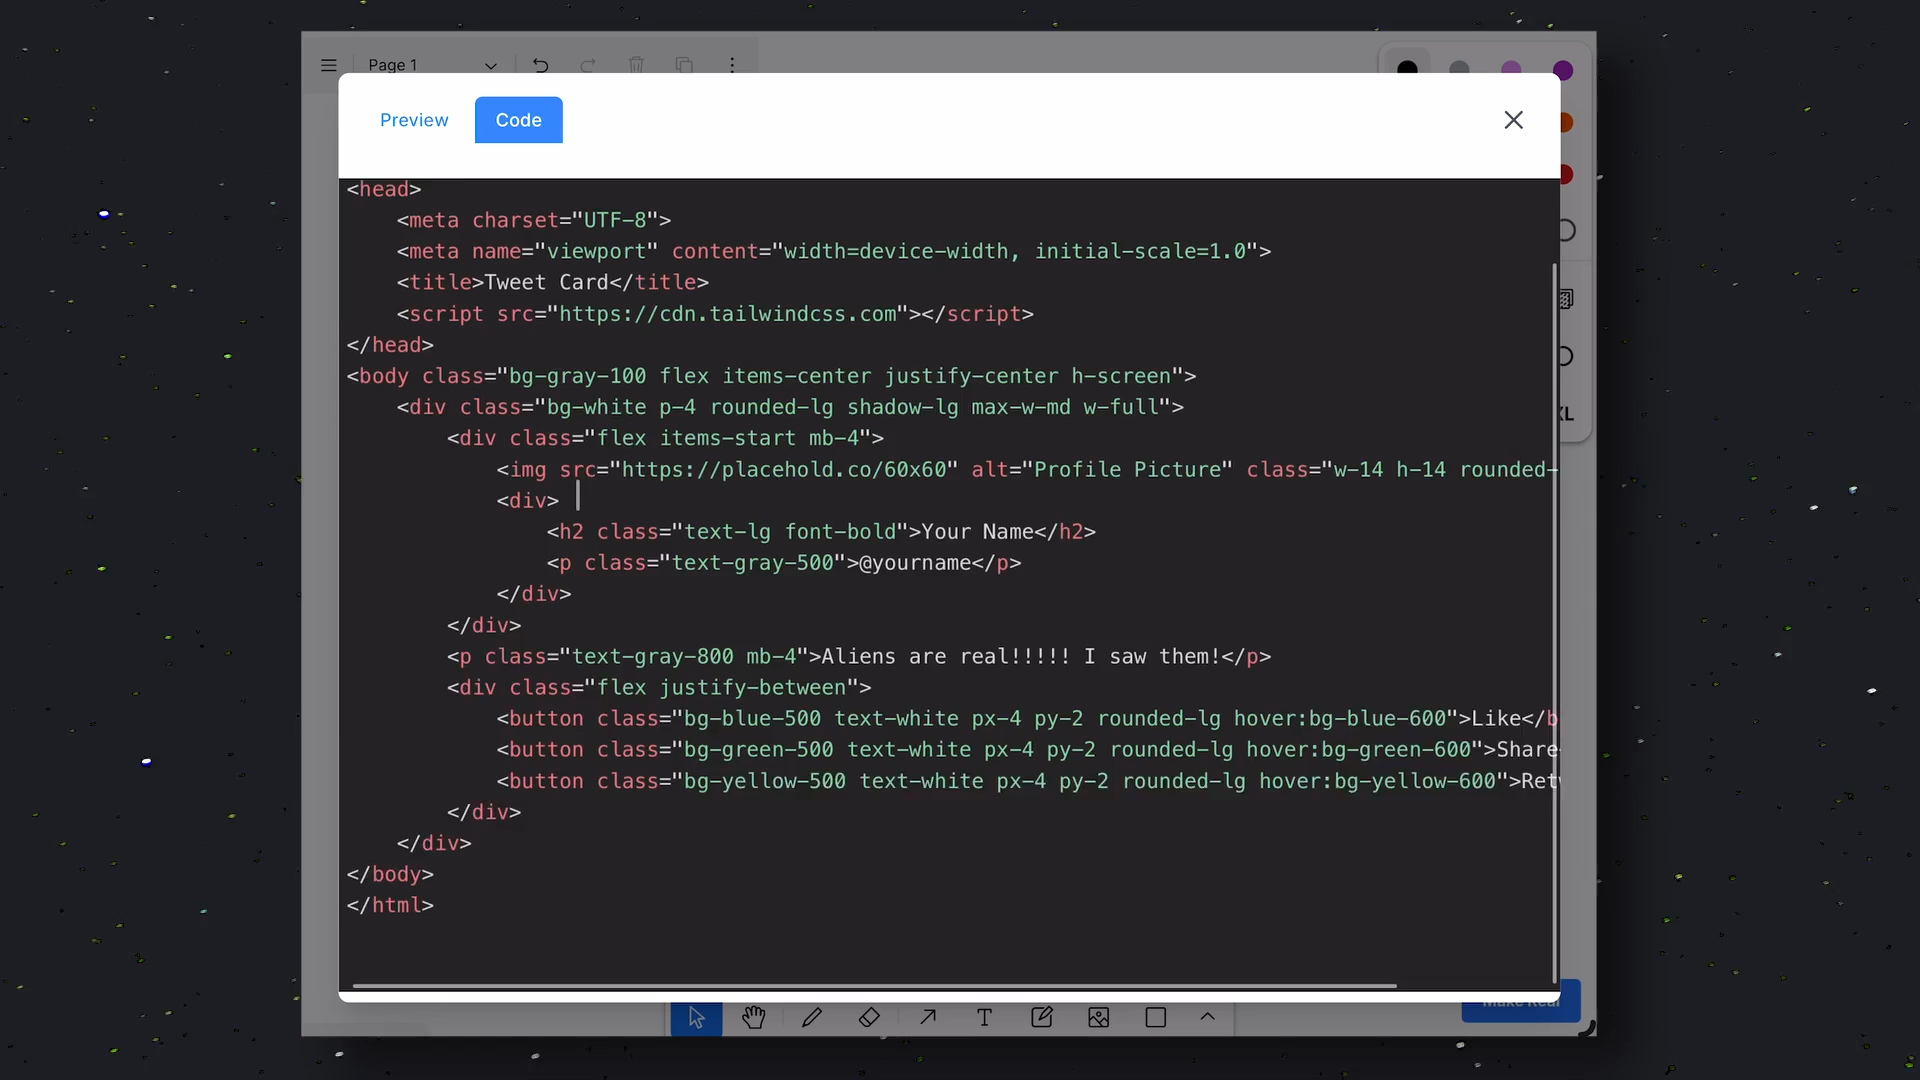 Page 1
Preview
Code
<head>
<meta charset="UTF-8">
<meta name="viewport" content="width=device-width, initial-scale=1.0">
<title>Tweet Card</title>
<script src="https://cdn.tailwindcss.com"></script>
</head>
<body class="bg-gray-100 flex items-center justify-center h-screen">
<div class="bg-white p-4 rounded-lg shadow-lg max-w-md w-full">
<div class="flex items-start mb-4">
<img src="https://placehold.co/60x60" alt="Profile Picture" class="w-14 h-14 rounded-
<div>
<h2 class="text-lg font-bold">Your Name</h2>
<p class="text-gray-500">@yourname</p>
</div>
</div>
<p class="text-gray-800 mb-4">Aliens are real!!!!! I saw them!</p>
<div class="flex justify-between">
<button class="bg-blue-500 text-white px-4 py-2 rounded-lg hover:bg-blue-600">Like</b
<button class="bg-green-500 text-white px-4 py-2 rounded-lg hover:bg-green-600">Share
<button class="bg-yellow-500 text-white px-4 py-2 rounded-lg hover:bg-yellow-600">Ret
</div>
</div>
</body>
</html>
XL
Make Real